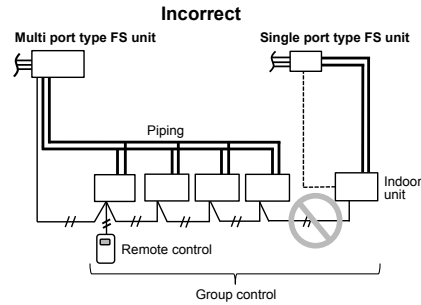 Incorrect
Multi port type FS unit
Single port type FS unit
Piping
Indoor
unit
Remote control
Group control